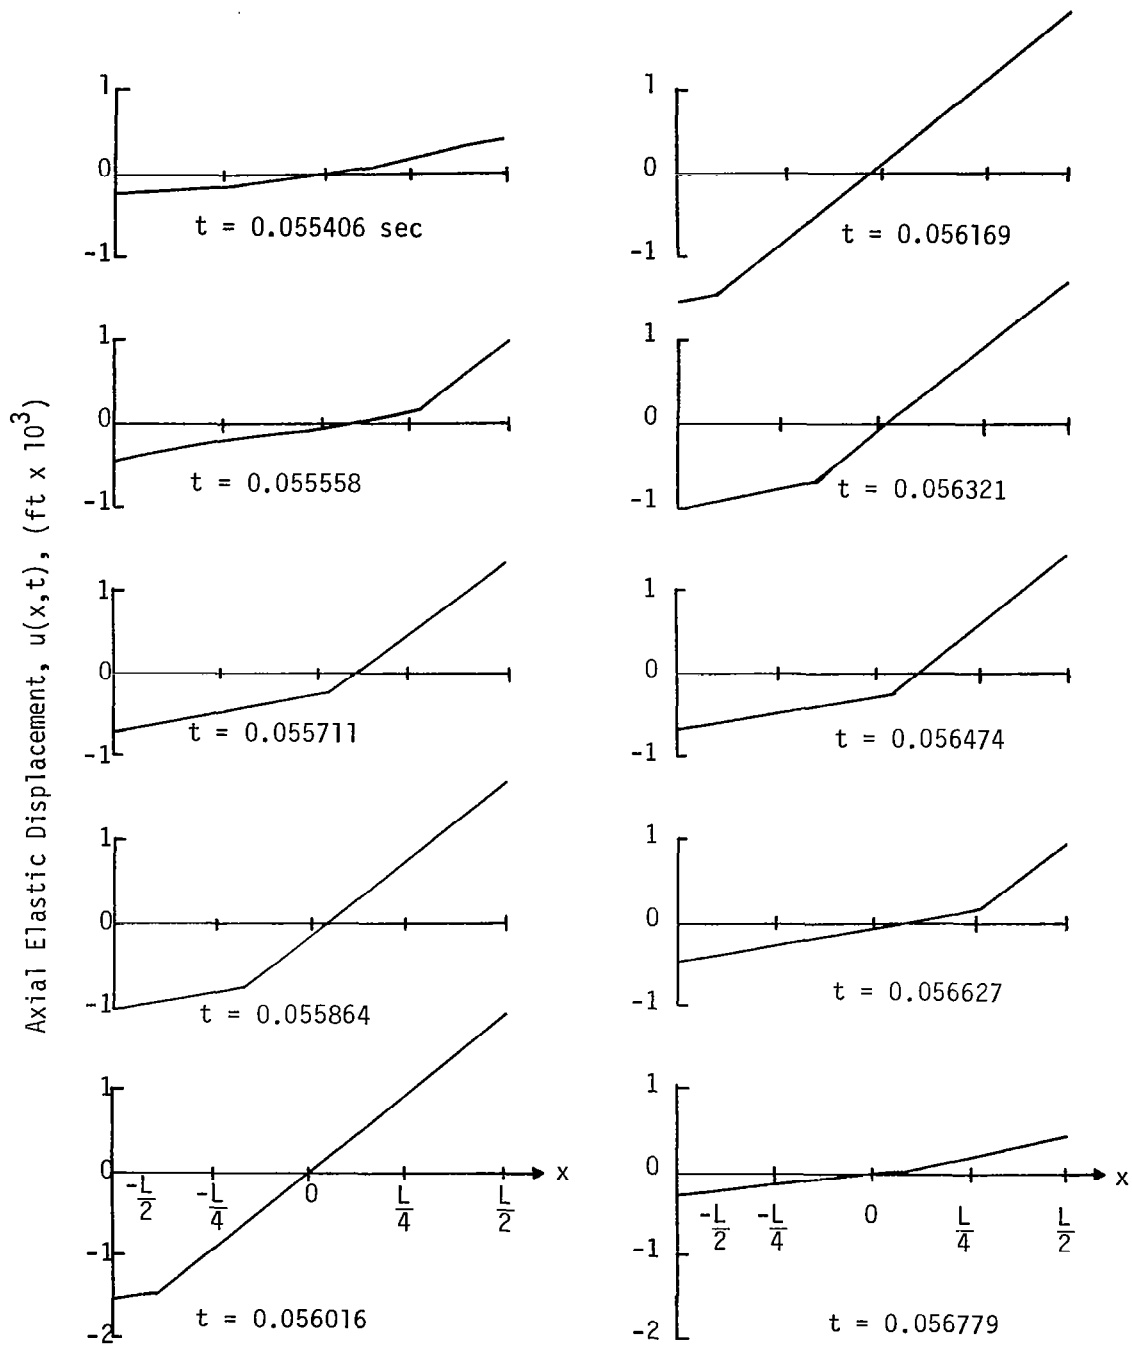 Axial Elastic Displacement, u(x,t), (ft x 10³)
1
0
-1
t = 0.055406 sec
1
0
-1
t = 0.055558
1
0
-1
t = 0.055711
1
0
-1
t = 0.055864
1
0
-1
-2
-L/2
-L/4
0
L/4
L/2
x
t = 0.056016
1
0
-1
t = 0.056169
1
0
-1
t = 0.056321
1
0
-1
t = 0.056474
1
0
-1
t = 0.056627
1
0
-1
-2
-L/2
-L/4
0
L/4
L/2
x
t = 0.056779